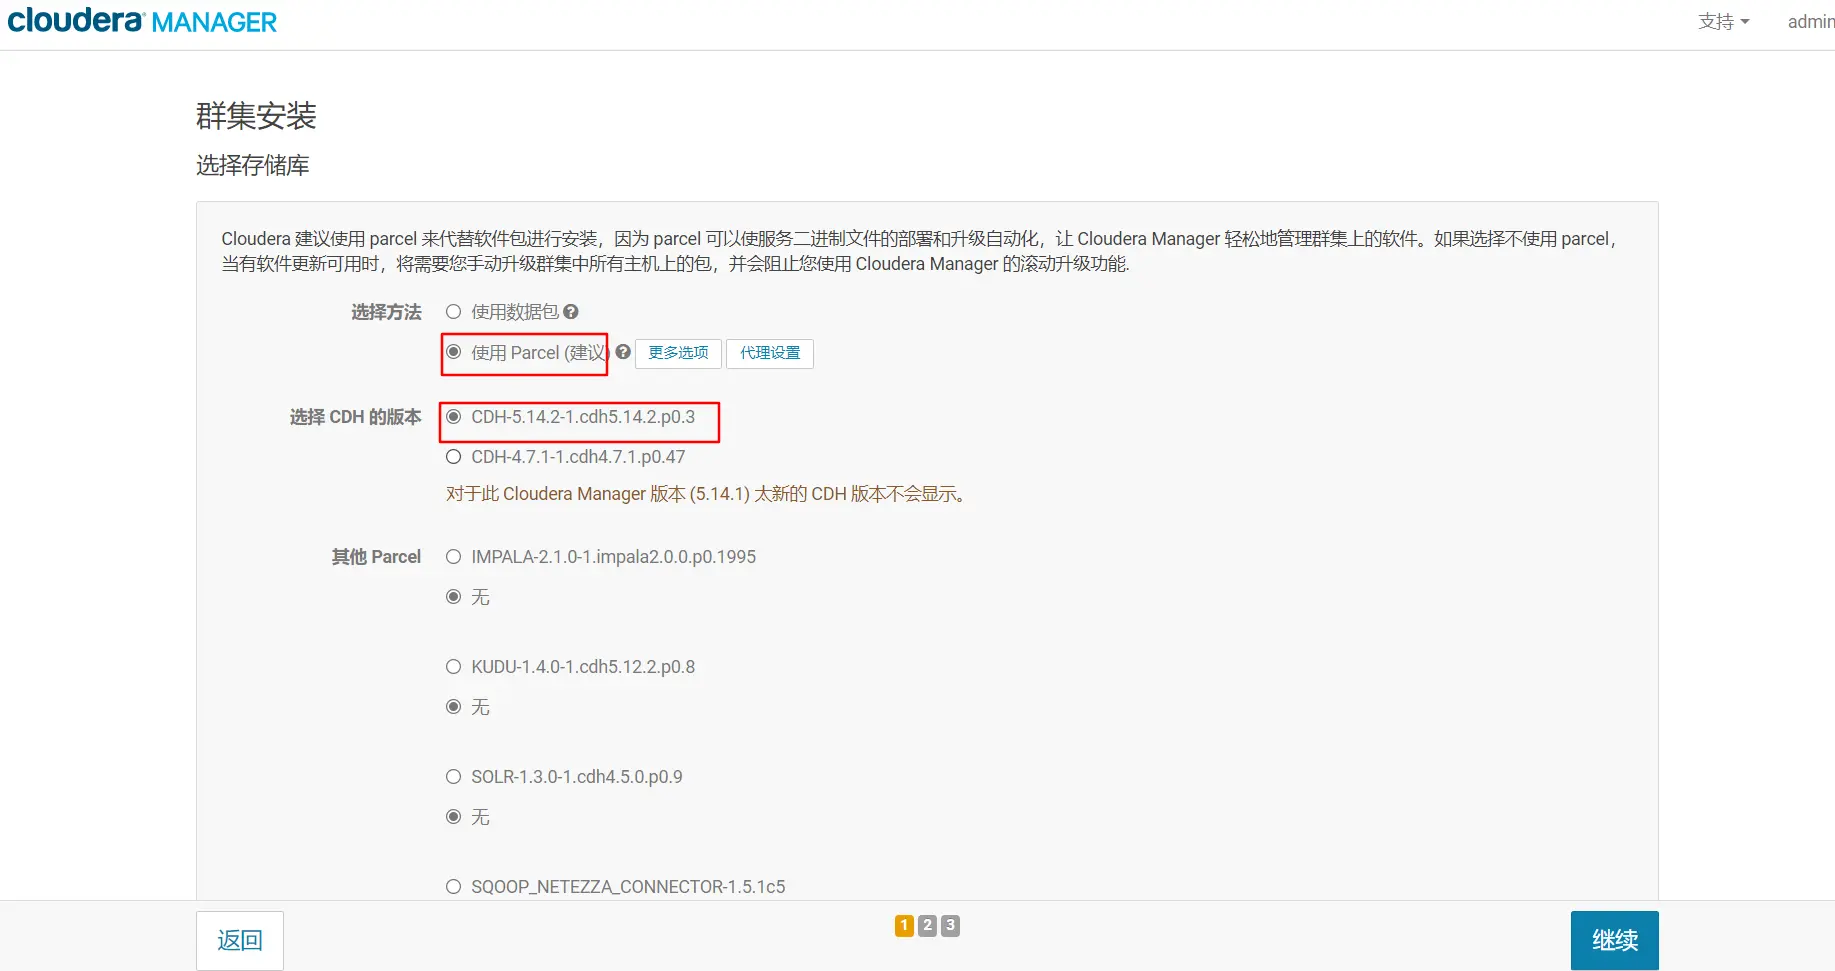 cloudera MANAGER
支持 admin
群集安装
选择存储库
Cloudera 建议使用 parcel 来代替软件包进行安装，因为 parcel 可以使服务二进制文件的部署和升级自动化，让 Cloudera Manager 轻松地管理群集上的软件。如果选择不使用 parcel，
当有软件更新可用时，将需要您手动升级群集中所有主机上的包，并会阻止您使用 Cloudera Manager 的滚动升级功能.
选择方法 使用数据包 ?
使用 Parcel (建议) ? 更多选项 代理设置
选择 CDH 的版本 CDH-5.14.2-1.cdh5.14.2.p0.3
CDH-4.7.1-1.cdh4.7.1.p0.47
对于此 Cloudera Manager 版本 (5.14.1) 太新的 CDH 版本不会显示。
其他 Parcel IMPALA-2.1.0-1.impala2.0.0.p0.1995
无
KUDU-1.4.0-1.cdh5.12.2.p0.8
无
SOLR-1.3.0-1.cdh4.5.0.p0.9
无
SQOOP_NETEZZA_CONNECTOR-1.5.1c5
返回 1 2 3 继续